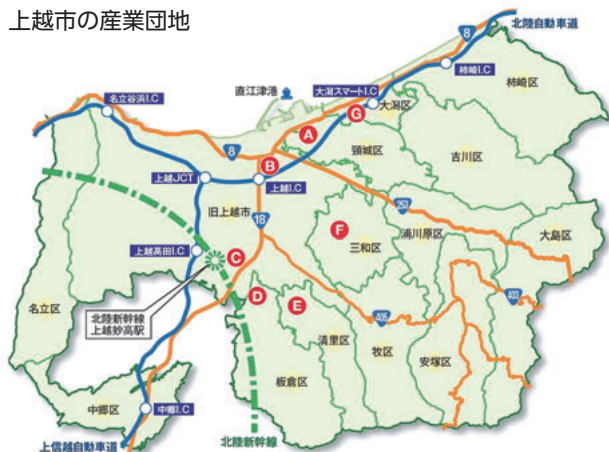 上越市の産業団地
北陸自動車道
8
柿崎I.C
大潟スマートI.C
柿崎区
直江津港
名立谷浜I.C
G
大潟区
A
頸城区
吉川区
8
B
上越JCT
上越I.C
253
旧上越市
18
F
三和区
浦川原区
大島区
上越高田I.C
C
名立区
D
E
403
北陸新幹線
上越妙高駅
405
清里区
牧区
安塚区
板倉区
中郷区
中郷I.C
上信越自動車道
北陸新幹線